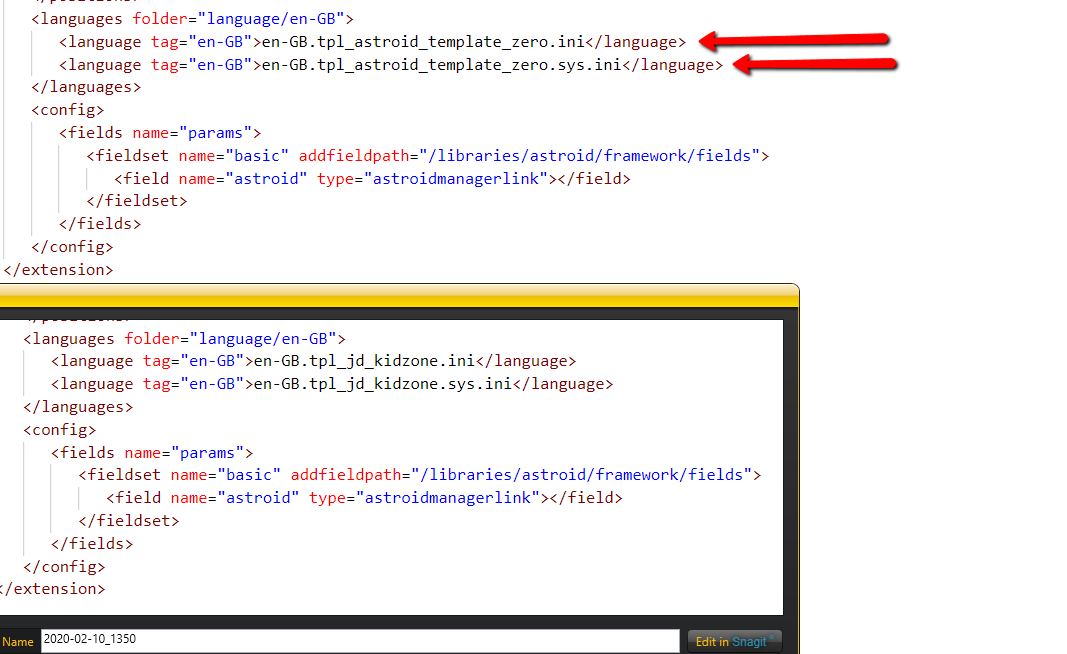 <languages folder="language/en-GB">
<language tag="en-GB">en-GB.tpl_astroid_template_zero.ini</language>
<language tag="en-GB">en-GB.tpl_astroid_template_zero.sys.ini</language>
</languages>
<config>
<fields name="params">
<fieldset name="basic" addfieldpath="/libraries/astroid/framework/fields">
<field name="astroid" type="astroidmanagerlink"></field>
</fieldset>
</fields>
</config>
</extension>
<languages folder="language/en-GB">
<language tag="en-GB">en-GB.tpl_jd_kidzone.ini</language>
<language tag="en-GB">en-GB.tpl_jd_kidzone.sys.ini</language>
</languages>
<config>
<fields name="params">
<fieldset name="basic" addfieldpath="/libraries/astroid/framework/fields">
<field name="astroid" type="astroidmanagerlink"></field>
</fieldset>
</fields>
</config>
</extension>
Name 2020-02-10_1350 Edit in Snagit